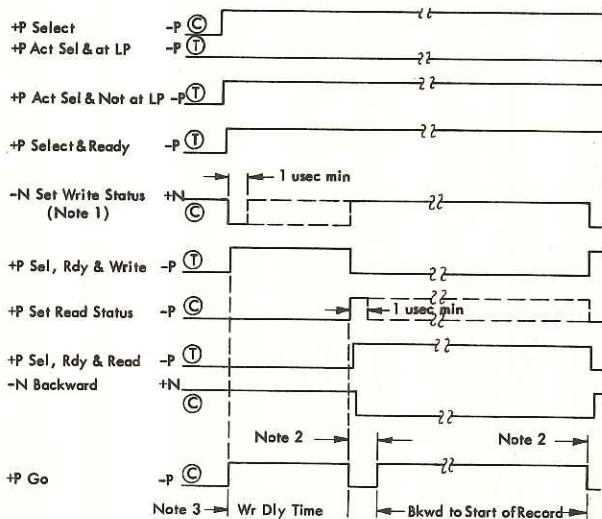 +P Select -P C
+P Act Sel & at LP -P T
+P Act Sel & Not at LP -P T
+P Select & Ready -P T
1 usec min
-N Set Write Status +N
(Note 1) C
+P Sel, Rdy & Write -P T
+P Set Read Status -P C
1 usec min
+P Sel, Rdy & Read -P T
-N Backward +N
C
Note 2 Note 2
+P Go -P C
Note 3 Wr Dly Time Bkwd to Start of Record